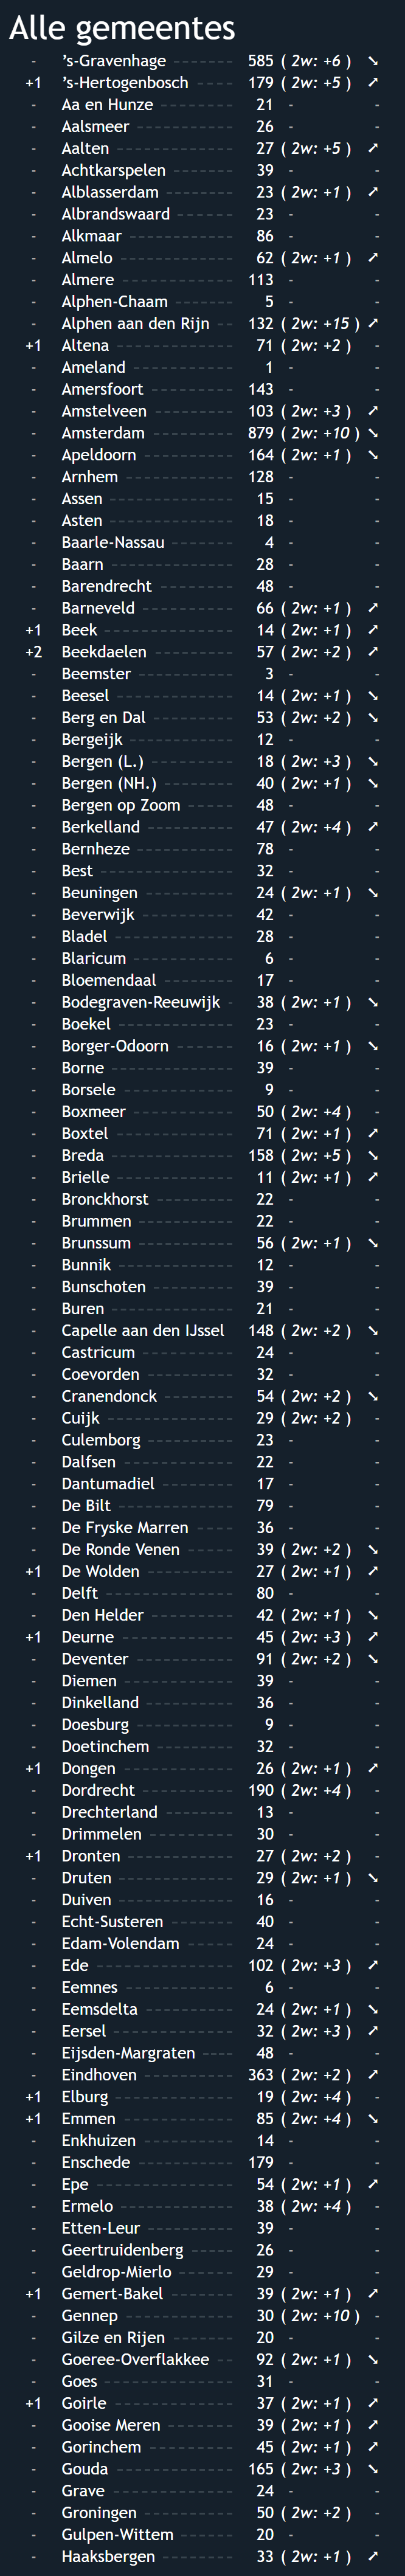 Alle gemeentes
- ’s-Gravenhage ------- 585 ( 2w: +6 ) ➘
+1 ’s-Hertogenbosch ----- 179 ( 2w: +5 ) ➚
- Aa en Hunze -------- 21 - -
- Aalsmeer ---------- 26 - -
- Aalten ------------ 27 ( 2w: +5 ) ➚
- Achtkarspelen ------ 39 - -
- Alblasserdam ------- 23 ( 2w: +1 ) ➚
- Albrandswaard ------ 23 - -
- Alkmaar ----------- 86 - -
- Almelo ------------ 62 ( 2w: +1 ) ➚
- Almere ----------- 113 - -
- Alphen-Chaam ------ 5 - -
- Alphen aan den Rijn -- 132 ( 2w: +15 ) ➚
+1 Altena ------------ 71 ( 2w: +2 ) -
- Ameland ---------- 1 - -
- Amersfoort -------- 143 - -
- Amstelveen -------- 103 ( 2w: +3 ) ➚
- Amsterdam -------- 879 ( 2w: +10 ) ➘
- Apeldoorn --------- 164 ( 2w: +1 ) ➘
- Arnhem ----------- 128 - -
- Assen ------------ 15 - -
- Asten ------------- 18 - -
- Baarle-Nassau ------ 4 - -
- Baarn ------------ 28 - -
- Barendrecht ------- 48 - -
- Barneveld --------- 66 ( 2w: +1 ) ➚
+1 Beek ------------- 14 ( 2w: +1 ) ➚
+2 Beekdaelen -------- 57 ( 2w: +2 ) ➚
- Beemster ---------- 3 - -
- Beesel ------------ 14 ( 2w: +1 ) ➘
- Berg en Dal -------- 53 ( 2w: +2 ) ➘
- Bergeijk ----------- 12 - -
- Bergen (L.) -------- 18 ( 2w: +3 ) ➘
- Bergen (NH.) ------- 40 ( 2w: +1 ) ➘
- Bergen op Zoom ----- 48 - -
- Berkelland --------- 47 ( 2w: +4 ) ➚
- Bernheze ---------- 78 - -
- Best -------------- 32 - -
- Beuningen --------- 24 ( 2w: +1 ) ➘
- Beverwijk --------- 42 - -
- Bladel ------------ 28 - -
- Blaricum ---------- 6 - -
- Bloemendaal ------- 17 - -
- Bodegraven-Reeuwijk - 38 ( 2w: +1 ) ➘
- Boekel ------------ 23 - -
- Borger-Odoorn ------ 16 ( 2w: +1 ) ➘
- Borne ------------ 39 - -
- Borsele ----------- 9 - -
- Boxmeer ---------- 50 ( 2w: +4 ) -
- Boxtel ------------ 71 ( 2w: +1 ) ➚
- Breda ------------ 158 ( 2w: +5 ) ➘
- Brielle ------------ 11 ( 2w: +1 ) ➚
- Bronckhorst -------- 22 - -
- Brummen --------- 22 - -
- Brunssum --------- 56 ( 2w: +1 ) ➘
- Bunnik ----------- 12 - -
- Bunschoten -------- 39 - -
- Buren ------------ 21 - -
- Capelle aan den IJssel 148 ( 2w: +2 ) ➘
- Castricum --------- 24 - -
- Coevorden --------- 32 - -
- Cranendonck ------- 54 ( 2w: +2 ) ➘
- Cuijk ------------- 29 ( 2w: +2 ) -
- Culemborg --------- 23 - -
- Dalfsen ----------- 22 - -
- Dantumadiel ------- 17 - -
- De Bilt ----------- 79 - -
- De Fryske Marren ---- 36 - -
- De Ronde Venen ----- 39 ( 2w: +2 ) ➘
+1 De Wolden --------- 27 ( 2w: +1 ) ➚
- Delft ------------- 80 - -
- Den Helder -------- 42 ( 2w: +1 ) ➘
+1 Deurne ----------- 45 ( 2w: +3 ) ➚
- Deventer ---------- 91 ( 2w: +2 ) ➘
- Diemen ----------- 39 - -
- Dinkelland --------- 36 - -
- Doesburg ---------- 9 - -
- Doetinchem -------- 32 - -
+1 Dongen ----------- 26 ( 2w: +1 ) ➚
- Dordrecht --------- 190 ( 2w: +4 ) -
- Drechterland ------- 13 - -
- Drimmelen -------- 30 - -
+1 Dronten ----------- 27 ( 2w: +2 ) -
- Druten ------------ 29 ( 2w: +1 ) ➘
- Duiven ------------ 16 - -
- Echt-Susteren ------ 40 - -
- Edam-Volendam ----- 24 - -
- Ede -------------- 102 ( 2w: +3 ) ➚
- Eemnes ----------- 6 - -
- Eemsdelta --------- 24 ( 2w: +1 ) ➘
- Eersel ------------ 32 ( 2w: +3 ) ➚
- Eijsden-Margraten ---- 48 - -
- Eindhoven --------- 363 ( 2w: +2 ) ➚
+1 Elburg ------------ 19 ( 2w: +4 ) -
+1 Emmen ----------- 85 ( 2w: +4 ) ➘
- Enkhuizen --------- 14 - -
- Enschede --------- 179 - -
- Epe -------------- 54 ( 2w: +1 ) ➚
- Ermelo ----------- 38 ( 2w: +4 ) -
- Etten-Leur --------- 39 - -
- Geertruidenberg ----- 26 - -
- Geldrop-Mierlo ------ 29 - -
+1 Gemert-Bakel ------- 39 ( 2w: +1 ) ➚
- Gennep ----------- 30 ( 2w: +10 ) -
- Gilze en Rijen ------- 20 - -
- Goeree-Overflakkee -- 92 ( 2w: +1 ) ➘
- Goes ------------- 31 - -
+1 Goirle ------------ 37 ( 2w: +1 ) ➚
- Gooise Meren ------- 39 ( 2w: +1 ) ➚
- Gorinchem --------- 45 ( 2w: +1 ) ➚
- Gouda ------------ 165 ( 2w: +3 ) ➘
- Grave ------------ 24 - -
- Groningen --------- 50 ( 2w: +2 ) -
- Gulpen-Wittem ------ 20 - -
- Haaksbergen ------- 33 ( 2w: +1 ) ➚